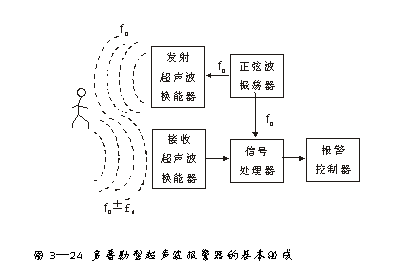 f₀
发射
超声波
换能器
f₀
正弦波
振荡器
f₀
接收
超声波
换能器
信号
处理器
报警
控制器
f₀±f_d
图 3—24 多普勒型超声波报警器的基本组成